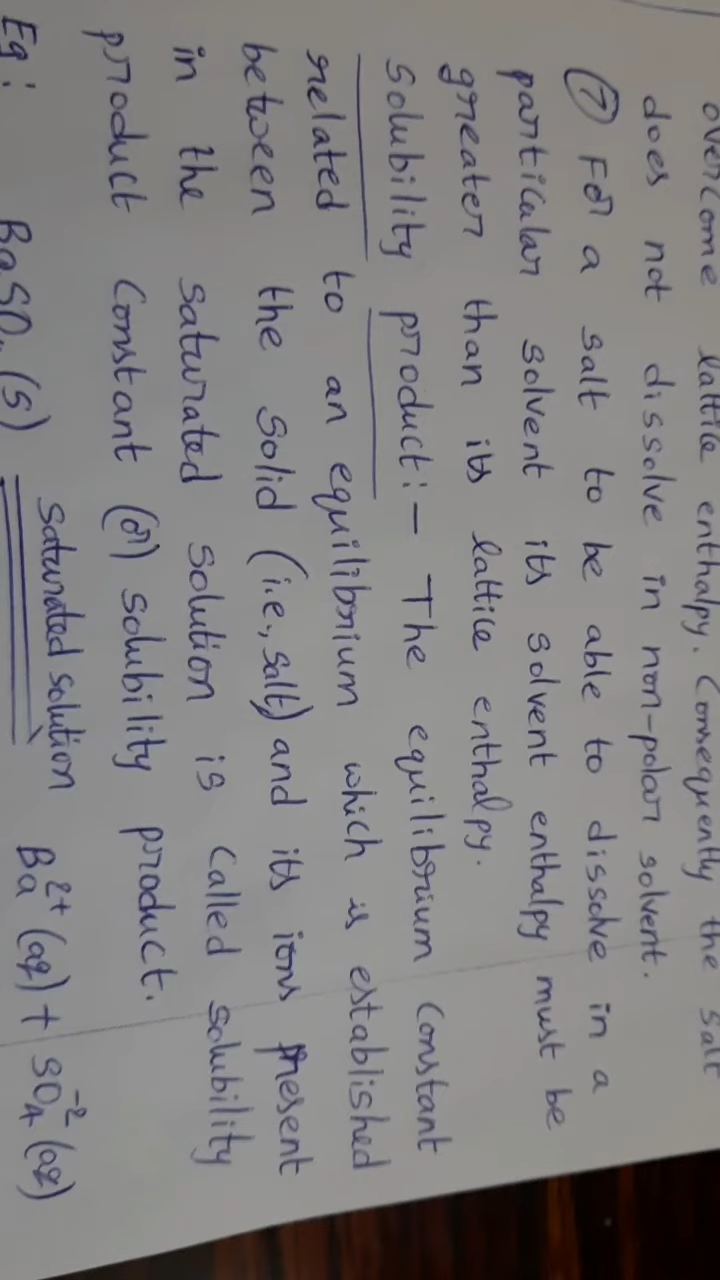 overcome lattice enthalpy. Consequently the salt
does not dissolve in non-polar solvent.
⑦ For a salt to be able to dissolve in a
particular solvent its solvent enthalpy must be
greater than its lattice enthalpy.
Solubility product:- The equilibrium constant
related to an equilibrium which is established
between the solid (i.e., salt) and its ions present
in the saturated solution is called solubility
product constant (or) solubility product.
Saturated solution
Eg: BaSO4 (s) ⇌ Ba²⁺ (aq) + SO₄⁻² (aq)